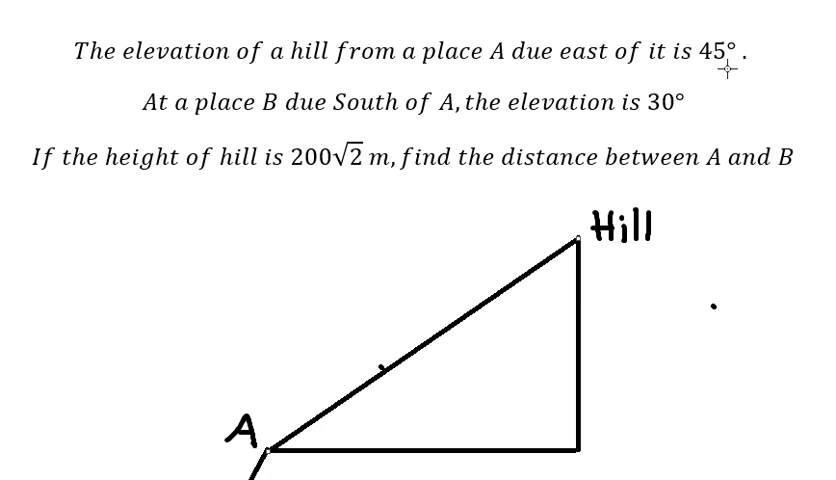 The elevation of a hill from a place A due east of it is 45° .
At a place B due South of A, the elevation is 30°
If the height of hill is 200√2 m, find the distance between A and B
Hill
A